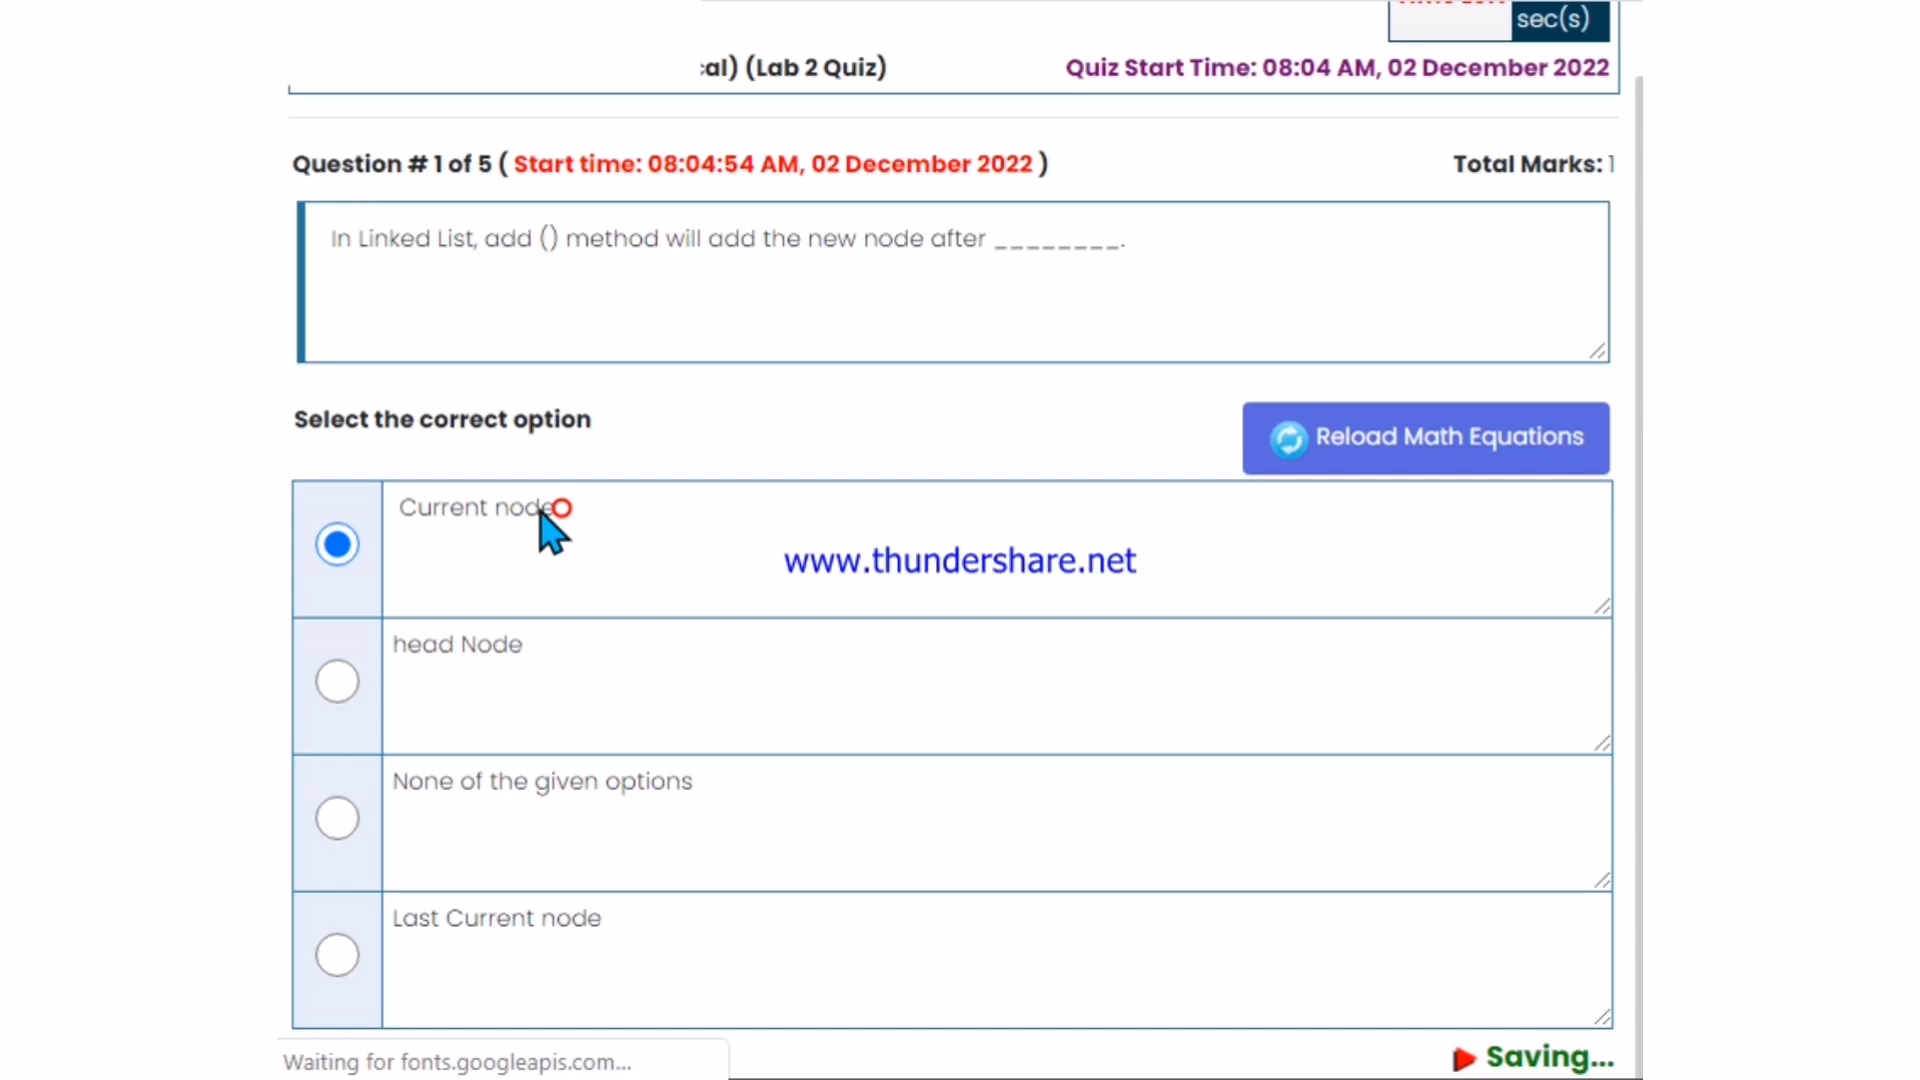 sec(s)
al) (Lab 2 Quiz)
Quiz Start Time: 08:04 AM, 02 December 2022
Question # 1 of 5 ( Start time: 08:04:54 AM, 02 December 2022 )
Total Marks: 1
In Linked List, add () method will add the new node after ________.
Select the correct option
Reload Math Equations
Current node
www.thundershare.net
head Node
None of the given options
Last Current node
Waiting for fonts.googleapis.com...
Saving...